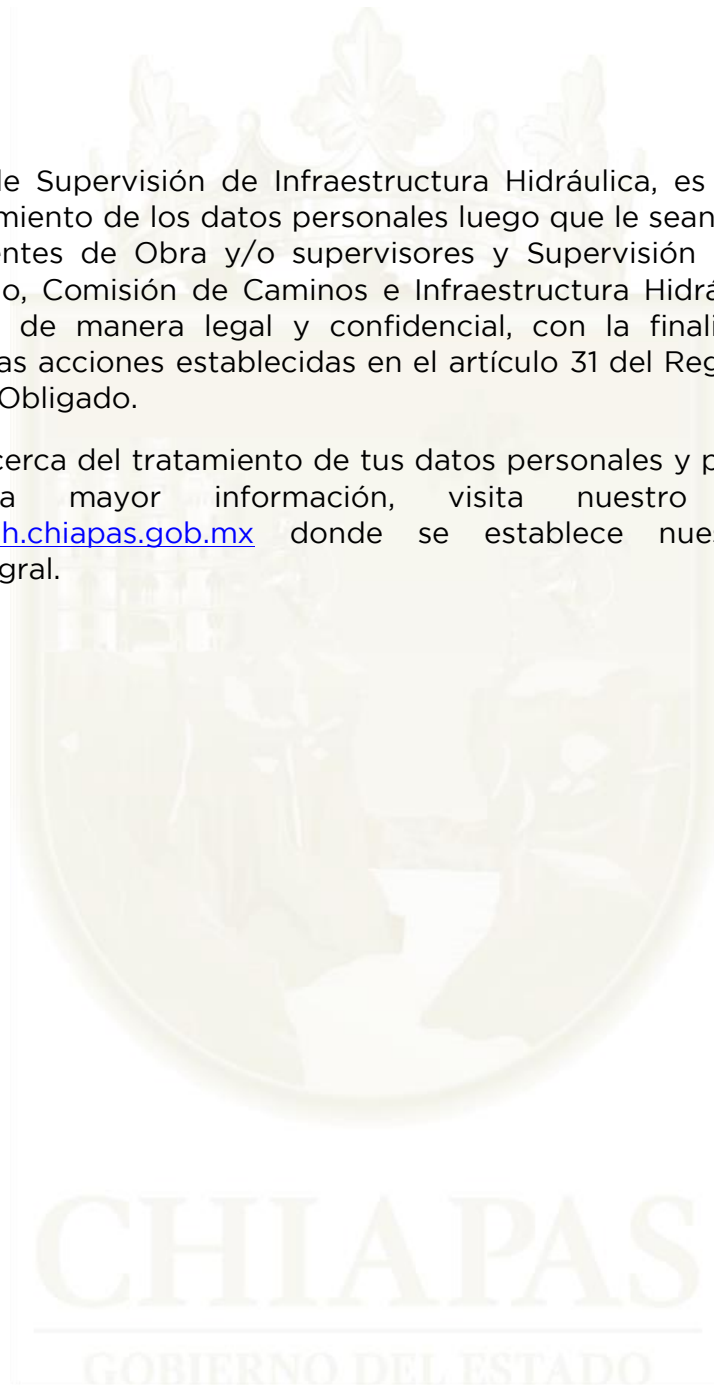 le Supervisión de Infraestructura Hidráulica, es
miento de los datos personales luego que le sean
entes de Obra y/o supervisores y Supervisión
o, Comisión de Caminos e Infraestructura Hidrá
de manera legal y confidencial, con la finali
as acciones establecidas en el artículo 31 del Reg
Obligado.
cerca del tratamiento de tus datos personales y p
a mayor información, visita nuestro
h.chiapas.gob.mx donde se establece nues
gral.
CHIAPAS
GOBIERNO DEL ESTADO